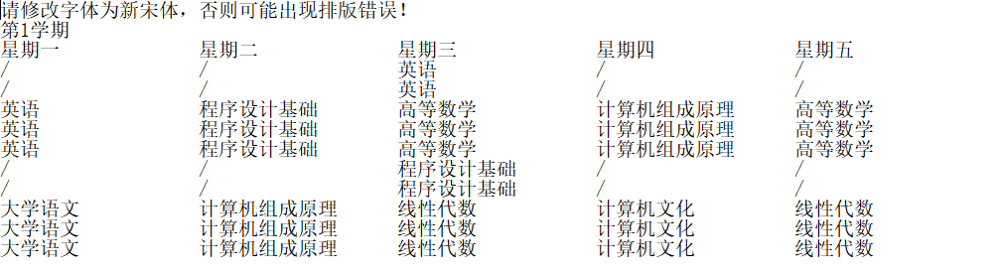 请修改字体为新宋体，否则可能出现排版错误！
第1学期
星期一 星期二 星期三 星期四 星期五
/ / 英语 / /
/ / 英语 / /
英语 程序设计基础 高等数学 计算机组成原理 高等数学
英语 程序设计基础 高等数学 计算机组成原理 高等数学
英语 程序设计基础 高等数学 计算机组成原理 高等数学
/ / 程序设计基础 / /
/ / 程序设计基础 / /
大学语文 计算机组成原理 线性代数 计算机文化 线性代数
大学语文 计算机组成原理 线性代数 计算机文化 线性代数
大学语文 计算机组成原理 线性代数 计算机文化 线性代数